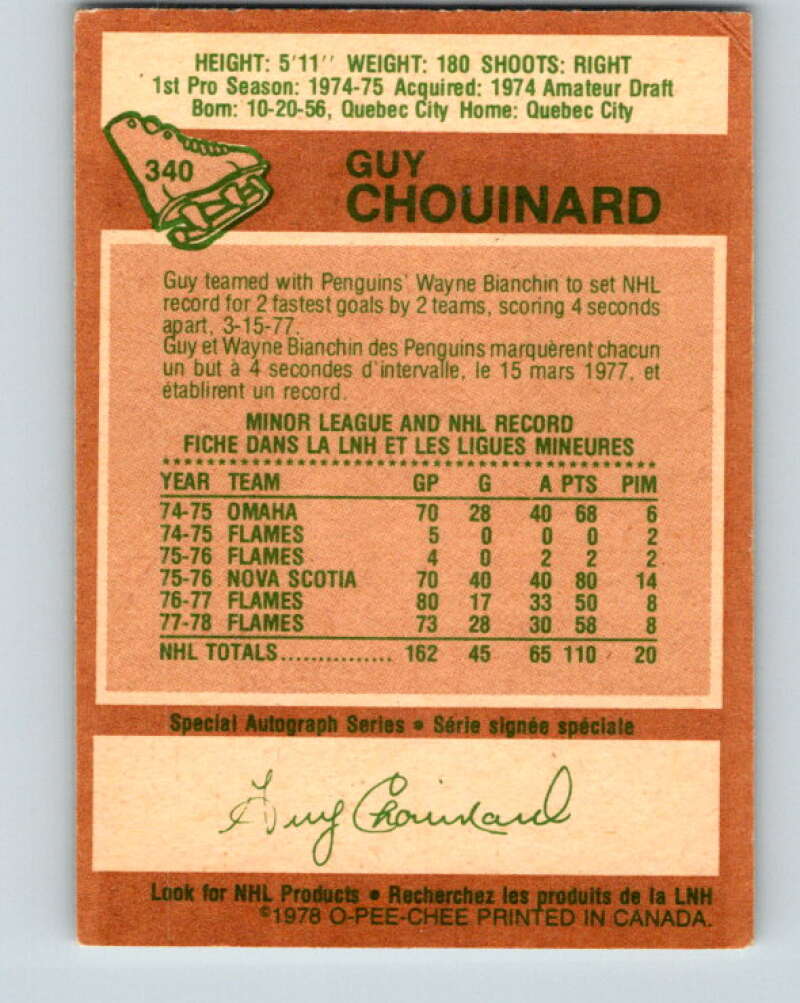 HEIGHT: 5'11" WEIGHT: 180 SHOOTS: RIGHT
1st Pro Season: 1974-75 Acquired: 1974 Amateur Draft
Born: 10-20-56, Quebec City Home: Quebec City
340
GUY
CHOUINARD
Guy teamed with Penguins' Wayne Bianchin to set NHL
record for 2 fastest goals by 2 teams, scoring 4 seconds
apart, 3-15-77.
Guy et Wayne Bianchin des Penguins marquèrent chacun
un but à 4 secondes d'intervalle, le 15 mars 1977, et
établirent un record.
MINOR LEAGUE AND NHL RECORD
FICHE DANS LA LNH ET LES LIGUES MINEURES
YEAR TEAM GP G A PTS PIM
74-75 OMAHA 70 28 40 68 6
74-75 FLAMES 5 0 0 0 2
75-76 FLAMES 4 0 2 2 2
75-76 NOVA SCOTIA 70 40 40 80 14
76-77 FLAMES 80 17 33 50 8
77-78 FLAMES 73 28 30 58 8
NHL TOTALS............... 162 45 65 110 20
Special Autograph Series • Série signée spéciale
Guy Chouinard
Look for NHL Products • Recherchez les produits de la LNH
©1978 O-PEE-CHEE PRINTED IN CANADA.